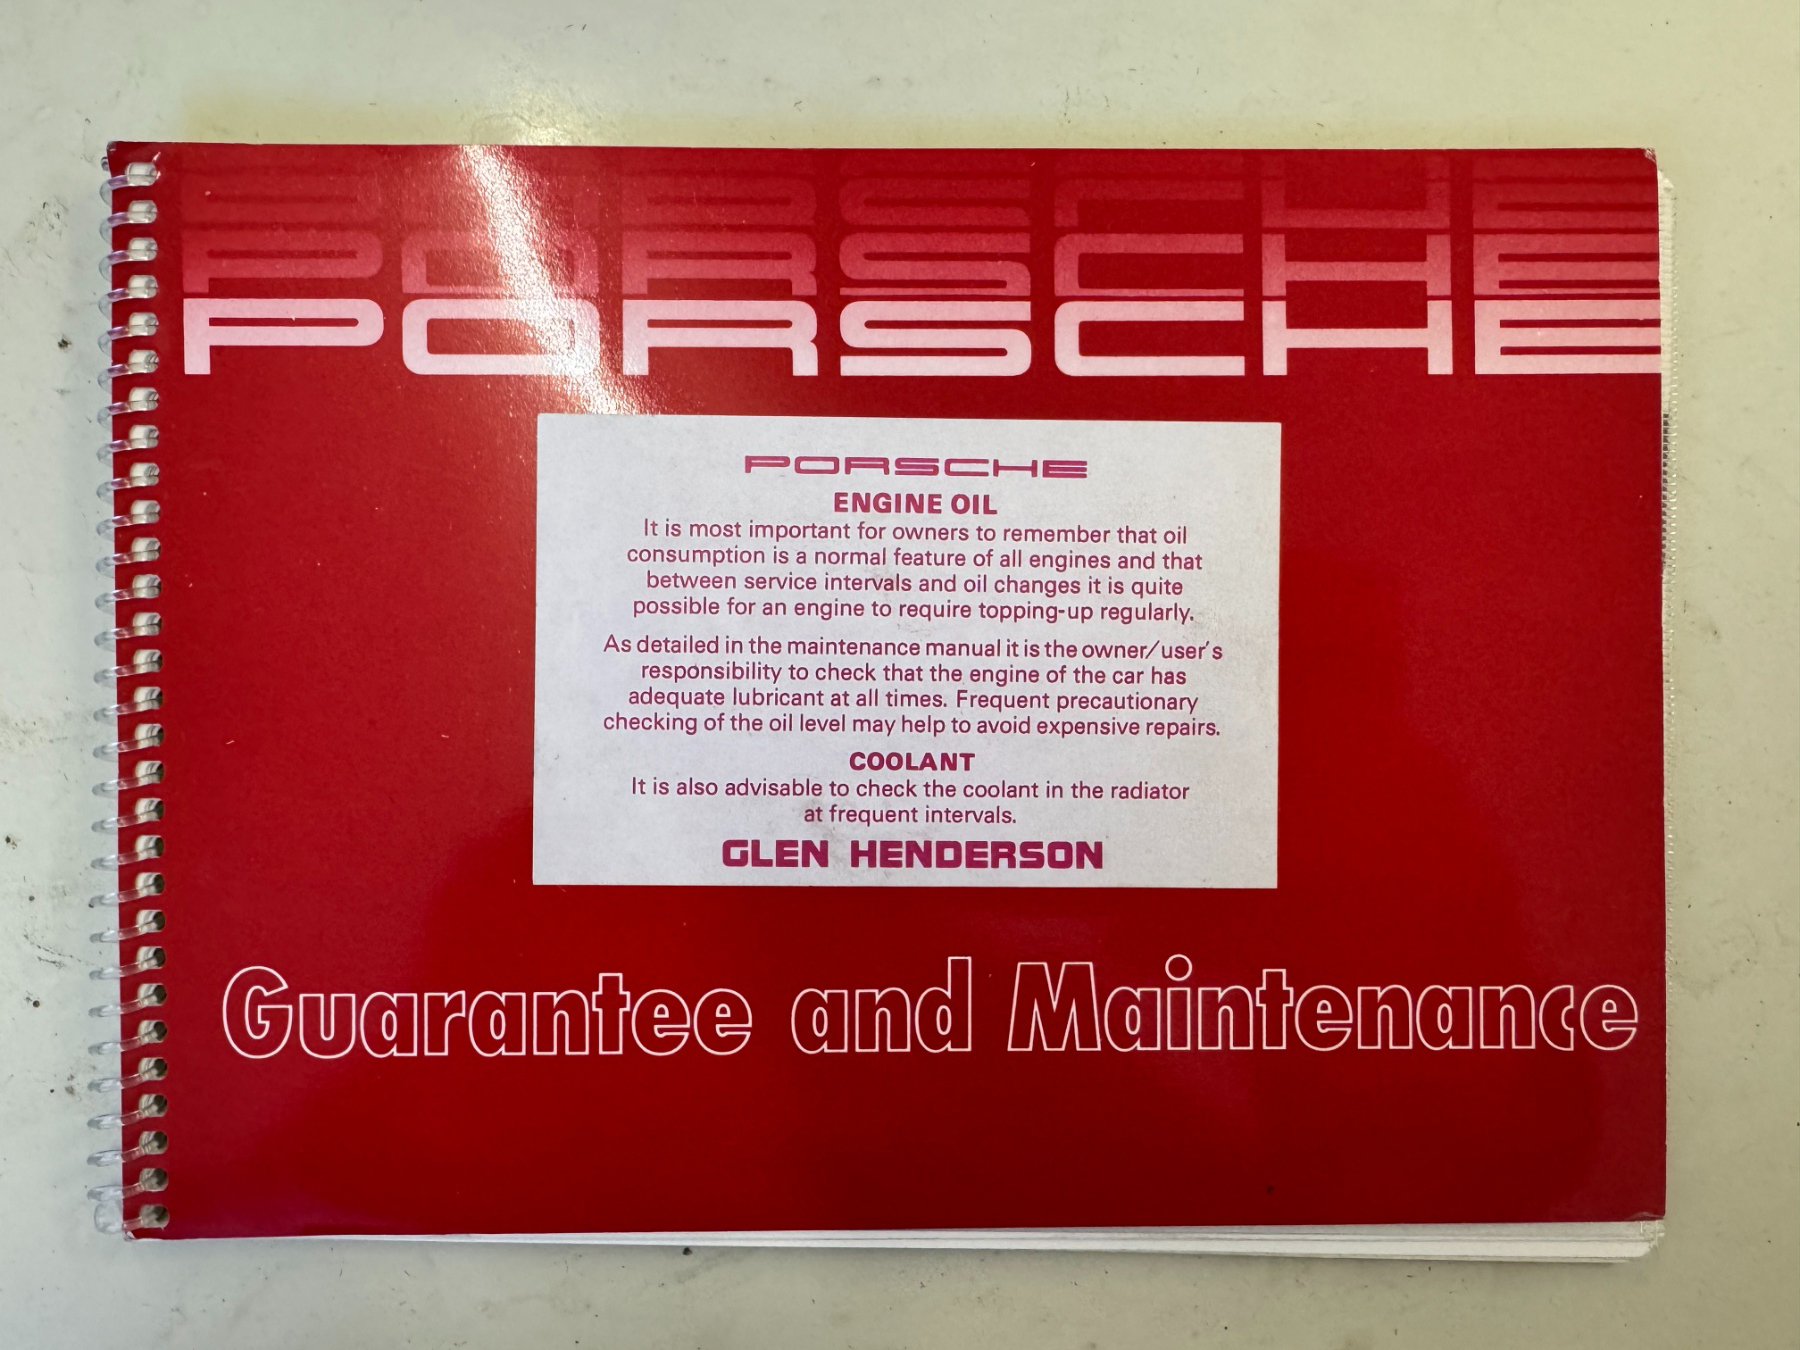 PORSCHE
PORSCHE
PORSCHE
PORSCHE
ENGINE OIL
It is most important for owners to remember that oil
consumption is a normal feature of all engines and that
between service intervals and oil changes it is quite
possible for an engine to require topping-up regularly.
As detailed in the maintenance manual it is the owner/user's
responsibility to check that the engine of the car has
adequate lubricant at all times. Frequent precautionary
checking of the oil level may help to avoid expensive repairs.
COOLANT
It is also advisable to check the coolant in the radiator
at frequent intervals.
GLEN HENDERSON
Guarantee and Maintenance